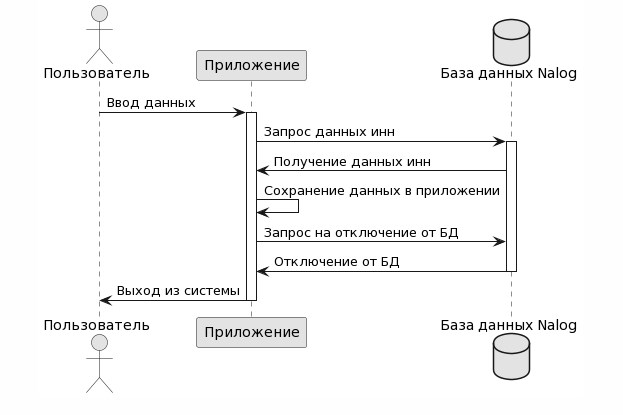 Пользователь
Приложение
База данных Nalog
Ввод данных
Запрос данных инн
Получение данных инн
Сохранение данных в приложении
Запрос на отключение от БД
Отключение от БД
Выход из системы
Пользователь
Приложение
База данных Nalog